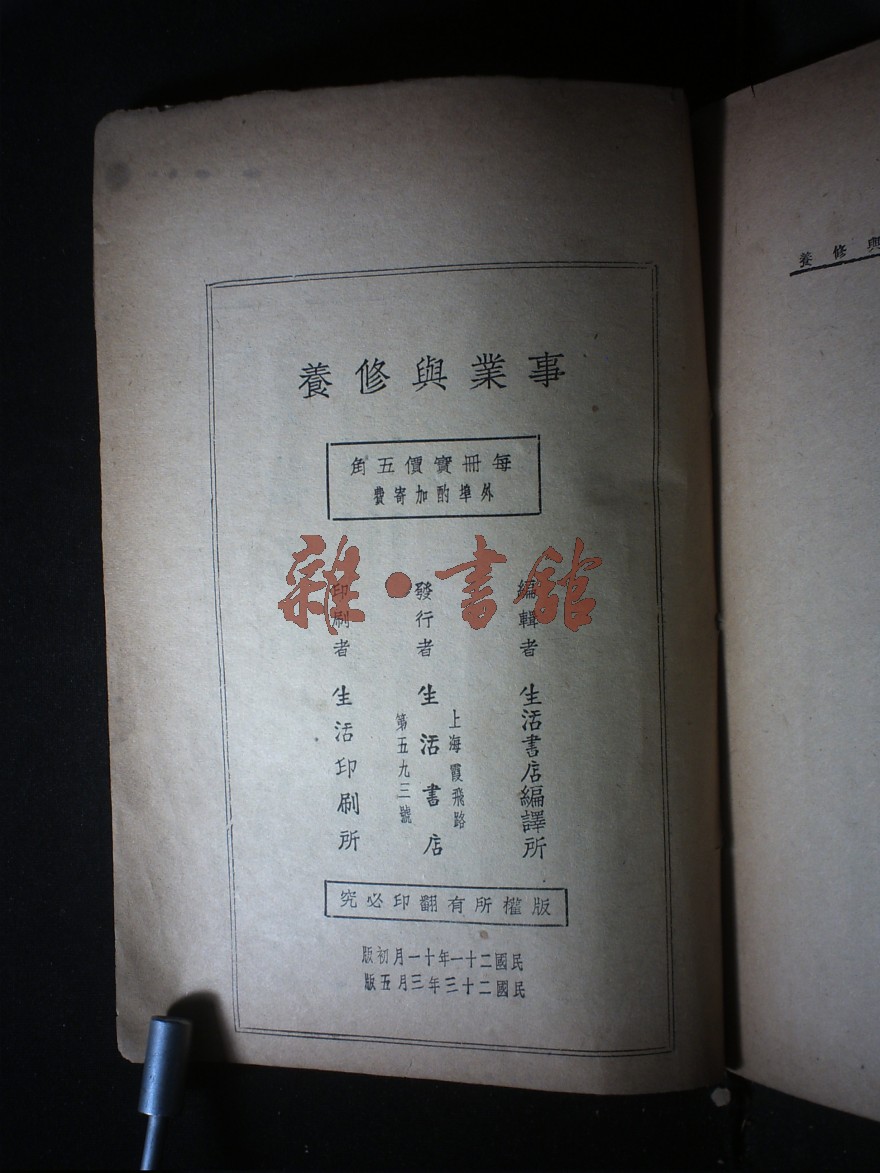 事業與修養
每冊實價五角
外埠酌加寄費
雜·書館
編輯者 生活書店編譯所
發行者 生活書店
上海霞飛路
第五九三號
印刷者 生活印刷所
版權所有翻印必究
民國二十一年十一月初版
民國二十三年三月五版
與修養